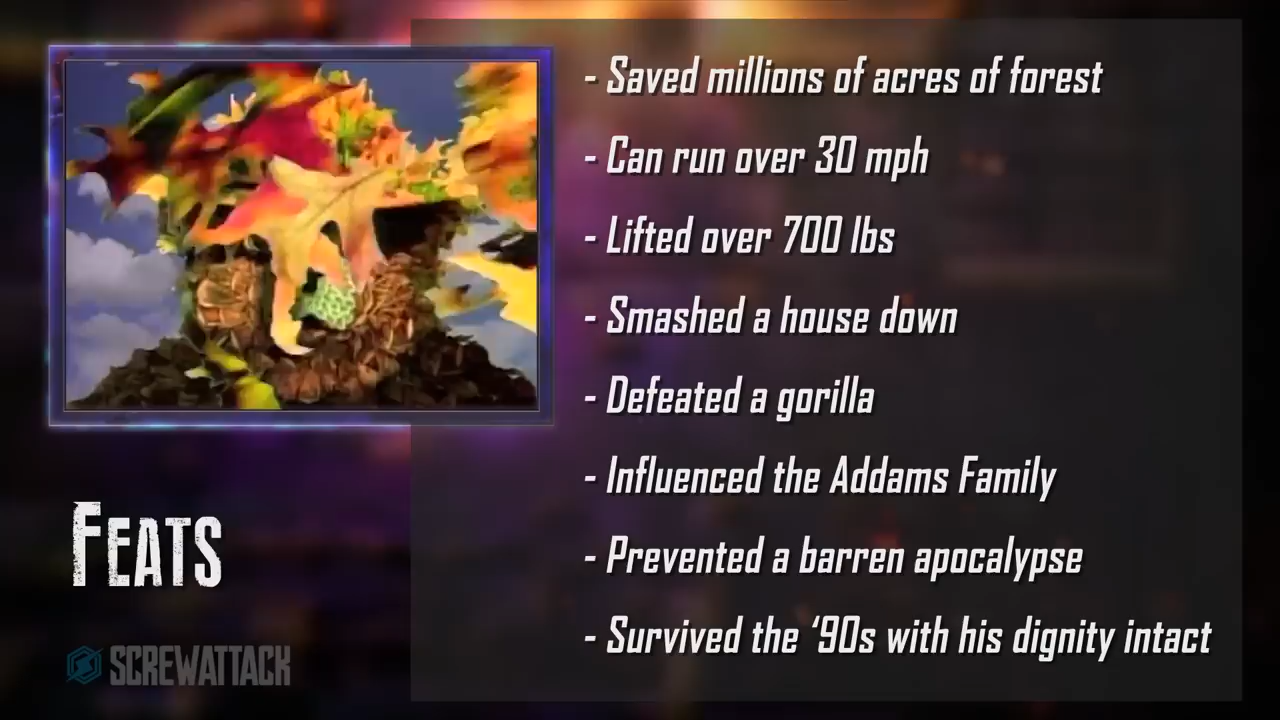 - Saved millions of acres of forest
- Can run over 30 mph
- Lifted over 700 lbs
- Smashed a house down
- Defeated a gorilla
- Influenced the Addams Family
- Prevented a barren apocalypse
- Survived the ‘90s with his dignity intact
FEATS
SCREWATTACK